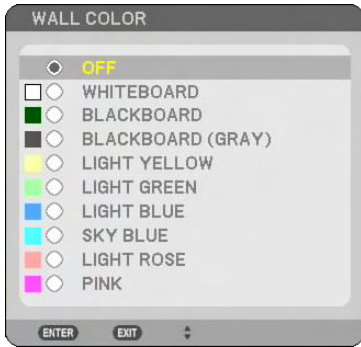 WALL COLOR
OFF
WHITEBOARD
BLACKBOARD
BLACKBOARD (GRAY)
LIGHT YELLOW
LIGHT GREEN
LIGHT BLUE
SKY BLUE
LIGHT ROSE
PINK
ENTER EXIT